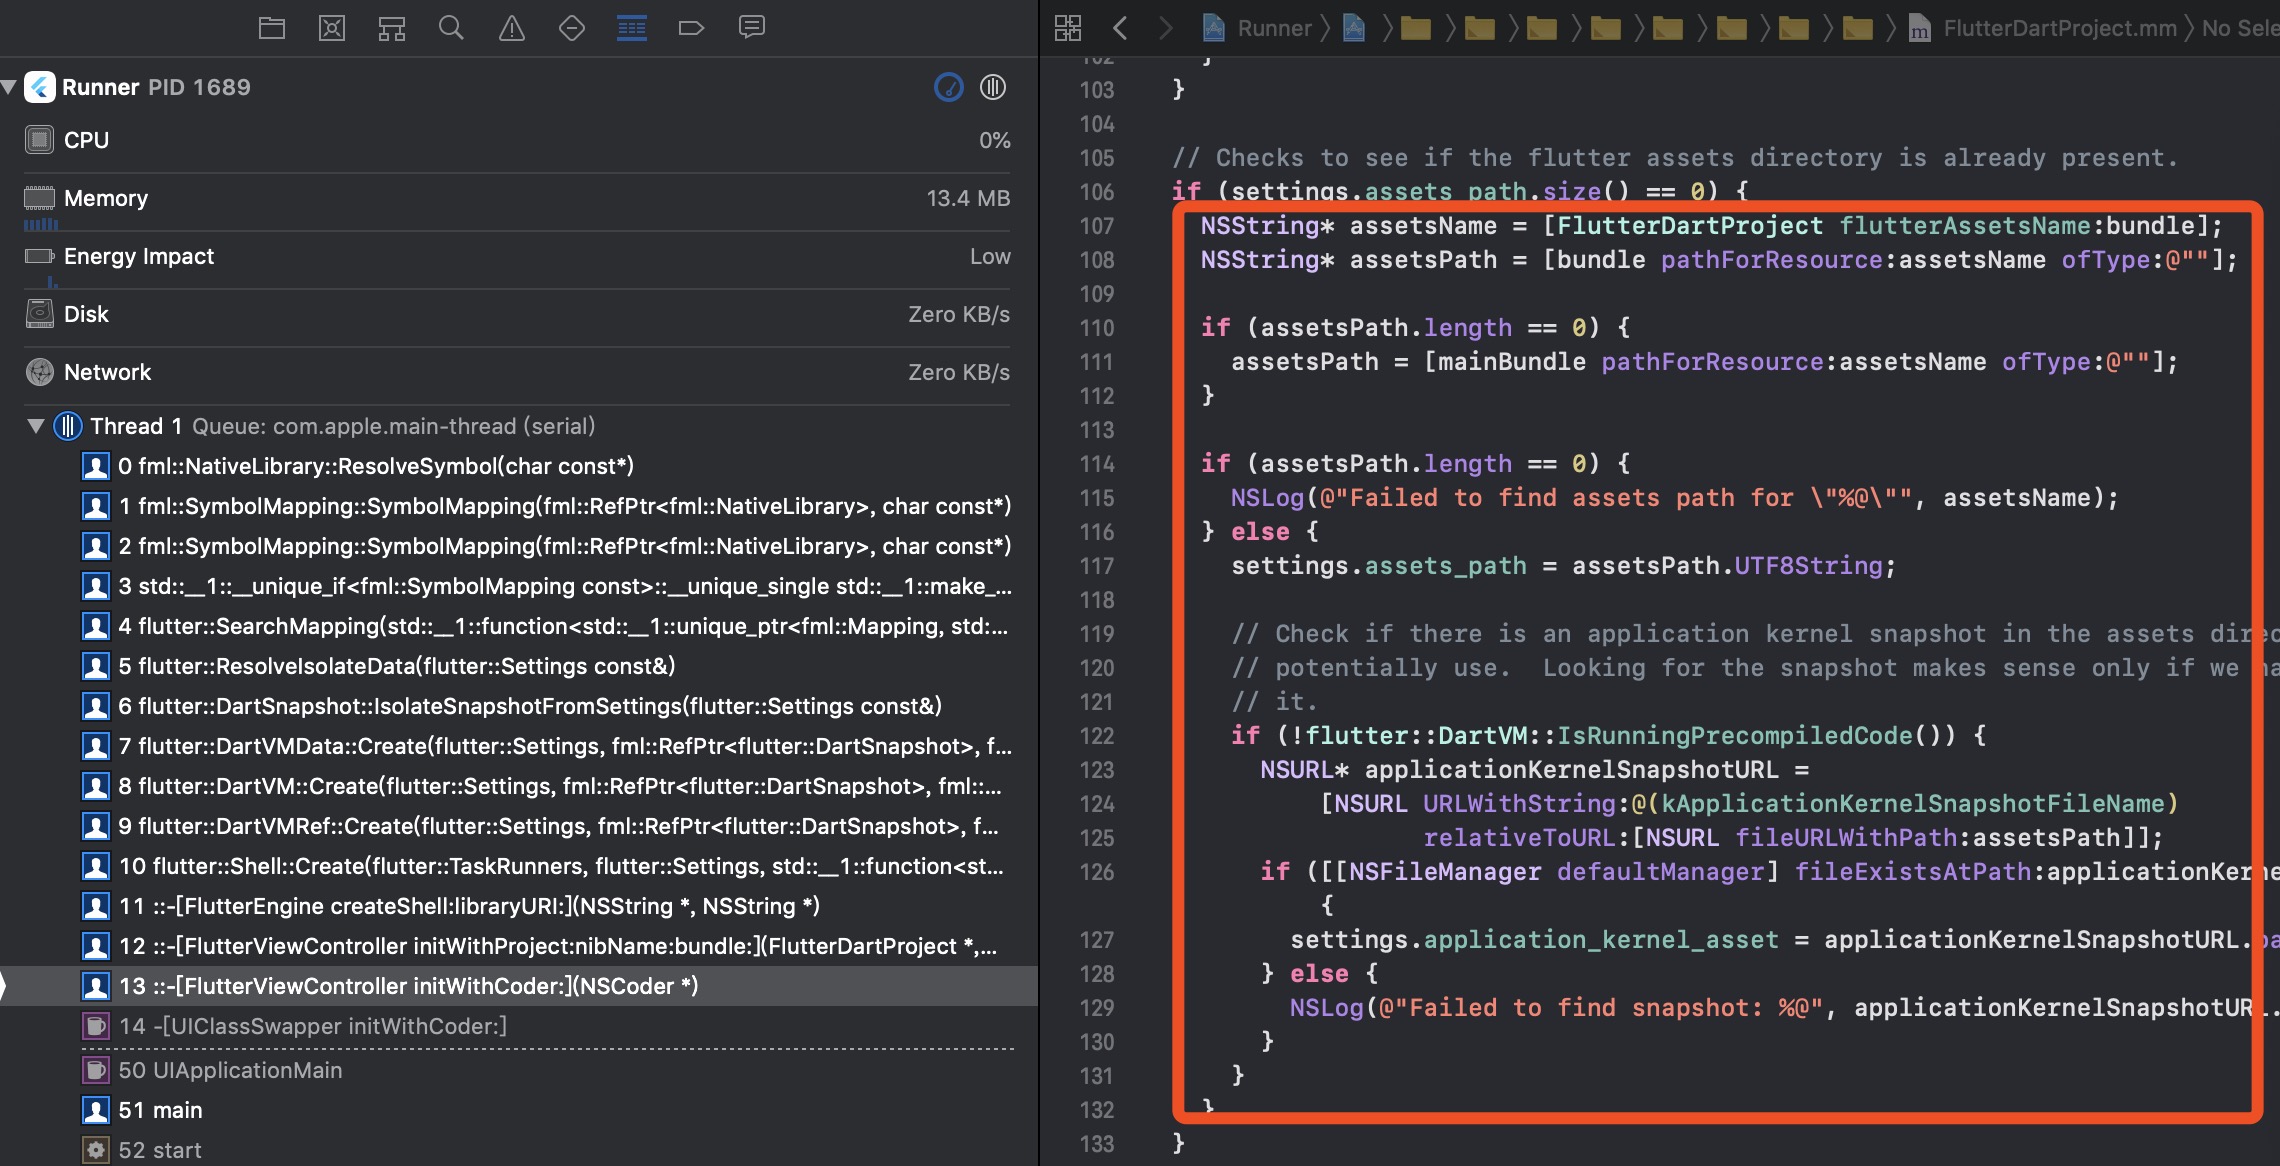 Runner PID 1689
CPU 0%
Memory 13.4 MB
Energy Impact Low
Disk Zero KB/s
Network Zero KB/s
Thread 1 Queue: com.apple.main-thread (serial)
0 fml::NativeLibrary::ResolveSymbol(char const*)
1 fml::SymbolMapping::SymbolMapping(fml::RefPtr<fml::NativeLibrary>, char const*)
2 fml::SymbolMapping::SymbolMapping(fml::RefPtr<fml::NativeLibrary>, char const*)
3 std::__1::__unique_if<fml::SymbolMapping const>::__unique_single std::__1::make_...
4 flutter::SearchMapping(std::__1::function<std::__1::unique_ptr<fml::Mapping, std:...
5 flutter::ResolveIsolateData(flutter::Settings const&)
6 flutter::DartSnapshot::IsolateSnapshotFromSettings(flutter::Settings const&)
7 flutter::DartVMData::Create(flutter::Settings, fml::RefPtr<flutter::DartSnapshot>, f...
8 flutter::DartVM::Create(flutter::Settings, fml::RefPtr<flutter::DartSnapshot>, fml::...
9 flutter::DartVMRef::Create(flutter::Settings, fml::RefPtr<flutter::DartSnapshot>, f...
10 flutter::Shell::Create(flutter::TaskRunners, flutter::Settings, std::__1::function<st...
11 ::-[FlutterEngine createShell:libraryURI:](NSString *, NSString *)
12 ::-[FlutterViewController initWithProject:nibName:bundle:](FlutterDartProject *,...
13 ::-[FlutterViewController initWithCoder:](NSCoder *)
14 -[UIClassSwapper initWithCoder:]
50 UIApplicationMain
51 main
52 start
Runner 〉 〉 〉 〉 〉 〉 〉 〉 〉 〉 m FlutterDartProject.mm 〉 No Sele
102 }
103 }
104
105 // Checks to see if the flutter assets directory is already present.
106 if (settings.assets_path.size() == 0) {
107 NSString* assetsName = [FlutterDartProject flutterAssetsName:bundle];
108 NSString* assetsPath = [bundle pathForResource:assetsName ofType:@""];
109
110 if (assetsPath.length == 0) {
111 assetsPath = [mainBundle pathForResource:assetsName ofType:@""];
112 }
113
114 if (assetsPath.length == 0) {
115 NSLog(@"Failed to find assets path for \"%@\"", assetsName);
116 } else {
117 settings.assets_path = assetsPath.UTF8String;
118
119 // Check if there is an application kernel snapshot in the assets direc
120 // potentially use.  Looking for the snapshot makes sense only if we ha
121 // it.
122 if (!flutter::DartVM::IsRunningPrecompiledCode()) {
123 NSURL* applicationKernelSnapshotURL =
124 [NSURL URLWithString:@(kApplicationKernelSnapshotFileName)
125 relativeToURL:[NSURL fileURLWithPath:assetsPath]];
126 if ([[NSFileManager defaultManager] fileExistsAtPath:applicationKerne
{
127 settings.application_kernel_asset = applicationKernelSnapshotURL.pa
128 } else {
129 NSLog(@"Failed to find snapshot: %@", applicationKernelSnapshotURL.
130 }
131 }
132 }
133 }